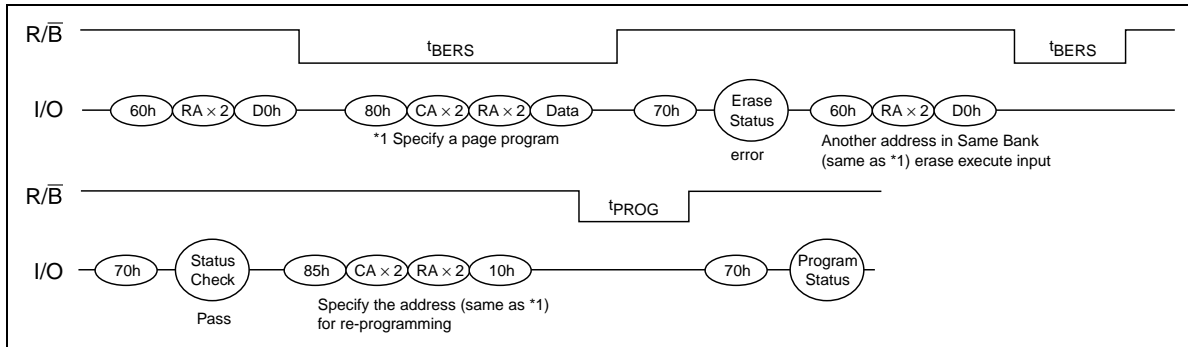 R/B̅
tBERS
tBERS
I/O
60h RA × 2 D0h 80h CA × 2 RA × 2 Data 70h Erase Status 60h RA × 2 D0h
*1 Specify a page program
error
Another address in Same Bank
(same as *1) erase execute input
R/B̅
tPROG
I/O
70h Status Check 85h CA × 2 RA × 2 10h 70h Program Status
Pass
Specify the address (same as *1)
for re-programming